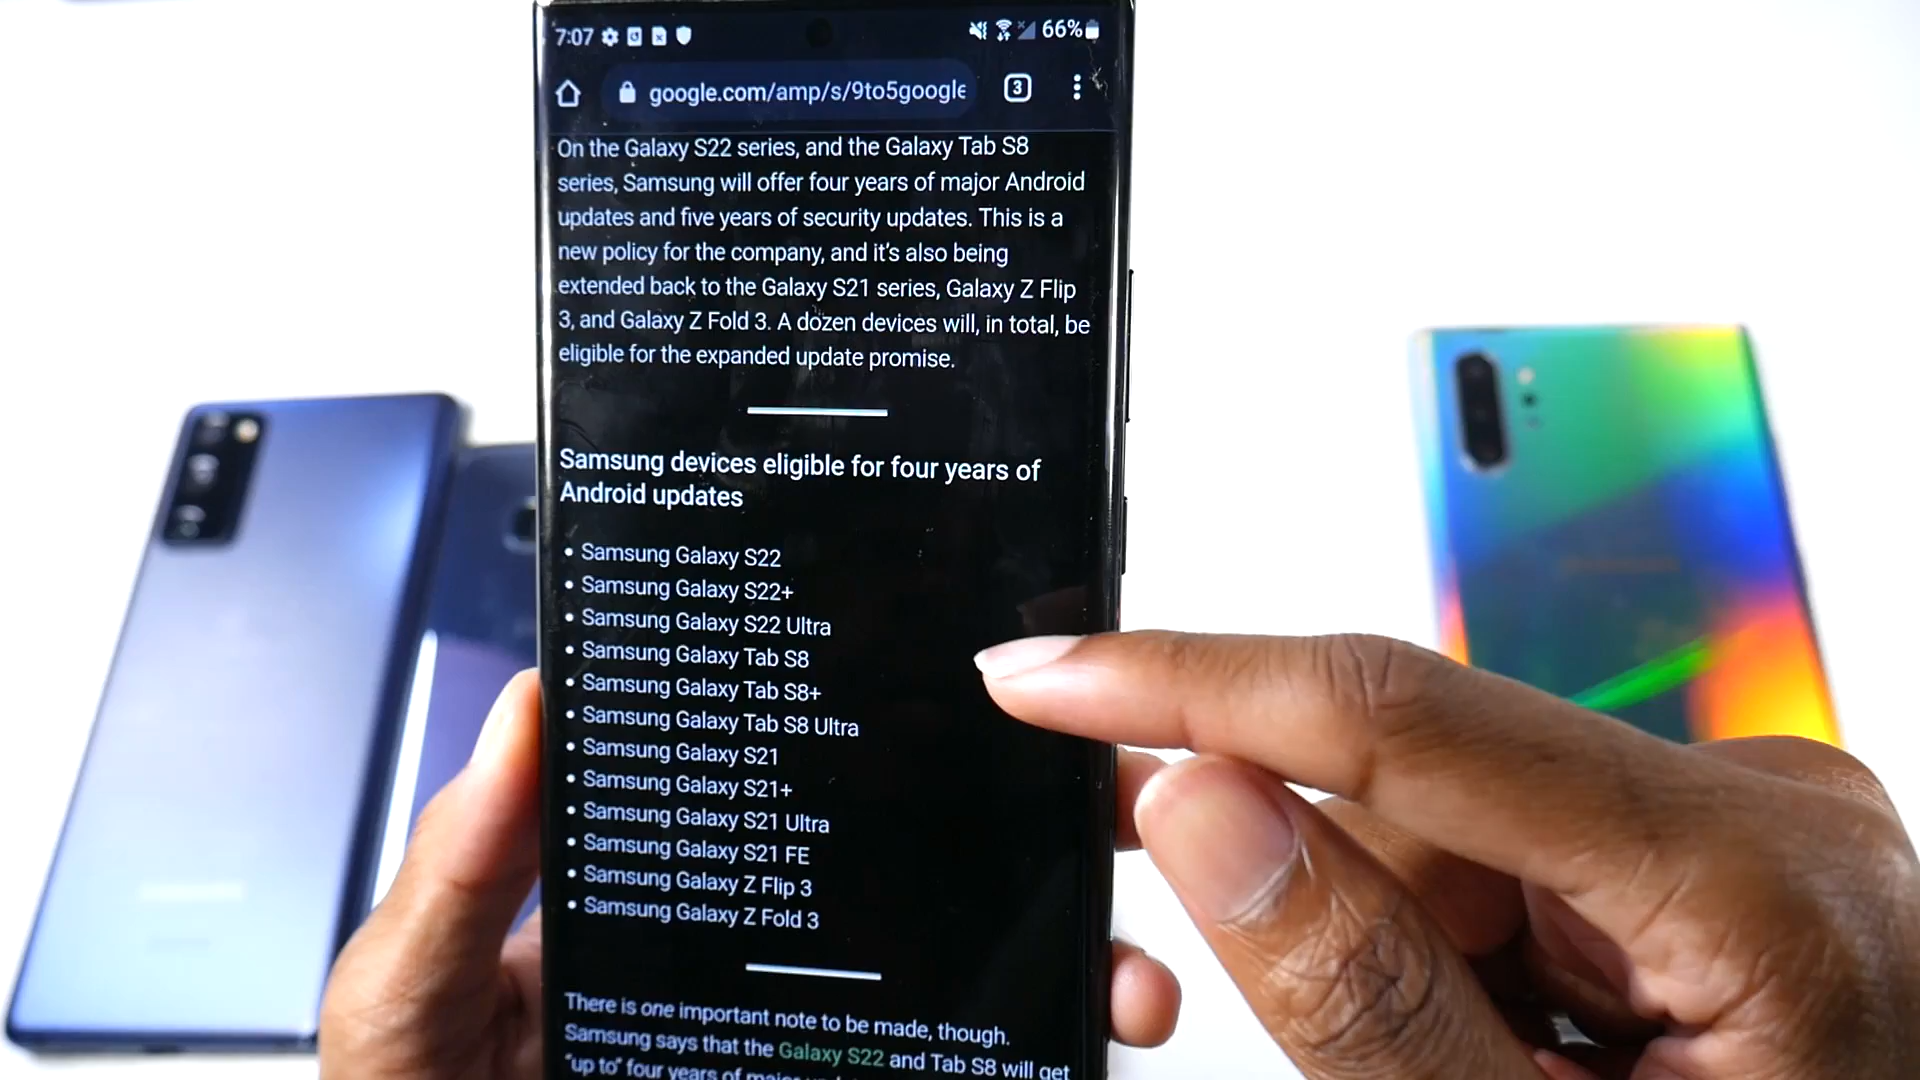 7:07 66%
google.com/amp/s/9to5google 3
On the Galaxy S22 series, and the Galaxy Tab S8
series, Samsung will offer four years of major Android
updates and five years of security updates. This is a
new policy for the company, and it's also being
extended back to the Galaxy S21 series, Galaxy Z Flip
3, and Galaxy Z Fold 3. A dozen devices will, in total, be
eligible for the expanded update promise.
Samsung devices eligible for four years of
Android updates
• Samsung Galaxy S22
• Samsung Galaxy S22+
• Samsung Galaxy S22 Ultra
• Samsung Galaxy Tab S8
• Samsung Galaxy Tab S8+
• Samsung Galaxy Tab S8 Ultra
• Samsung Galaxy S21
• Samsung Galaxy S21+
• Samsung Galaxy S21 Ultra
• Samsung Galaxy S21 FE
• Samsung Galaxy Z Flip 3
• Samsung Galaxy Z Fold 3
There is one important note to be made, though.
Samsung says that the Galaxy S22 and Tab S8 will get
"up to" four years of major